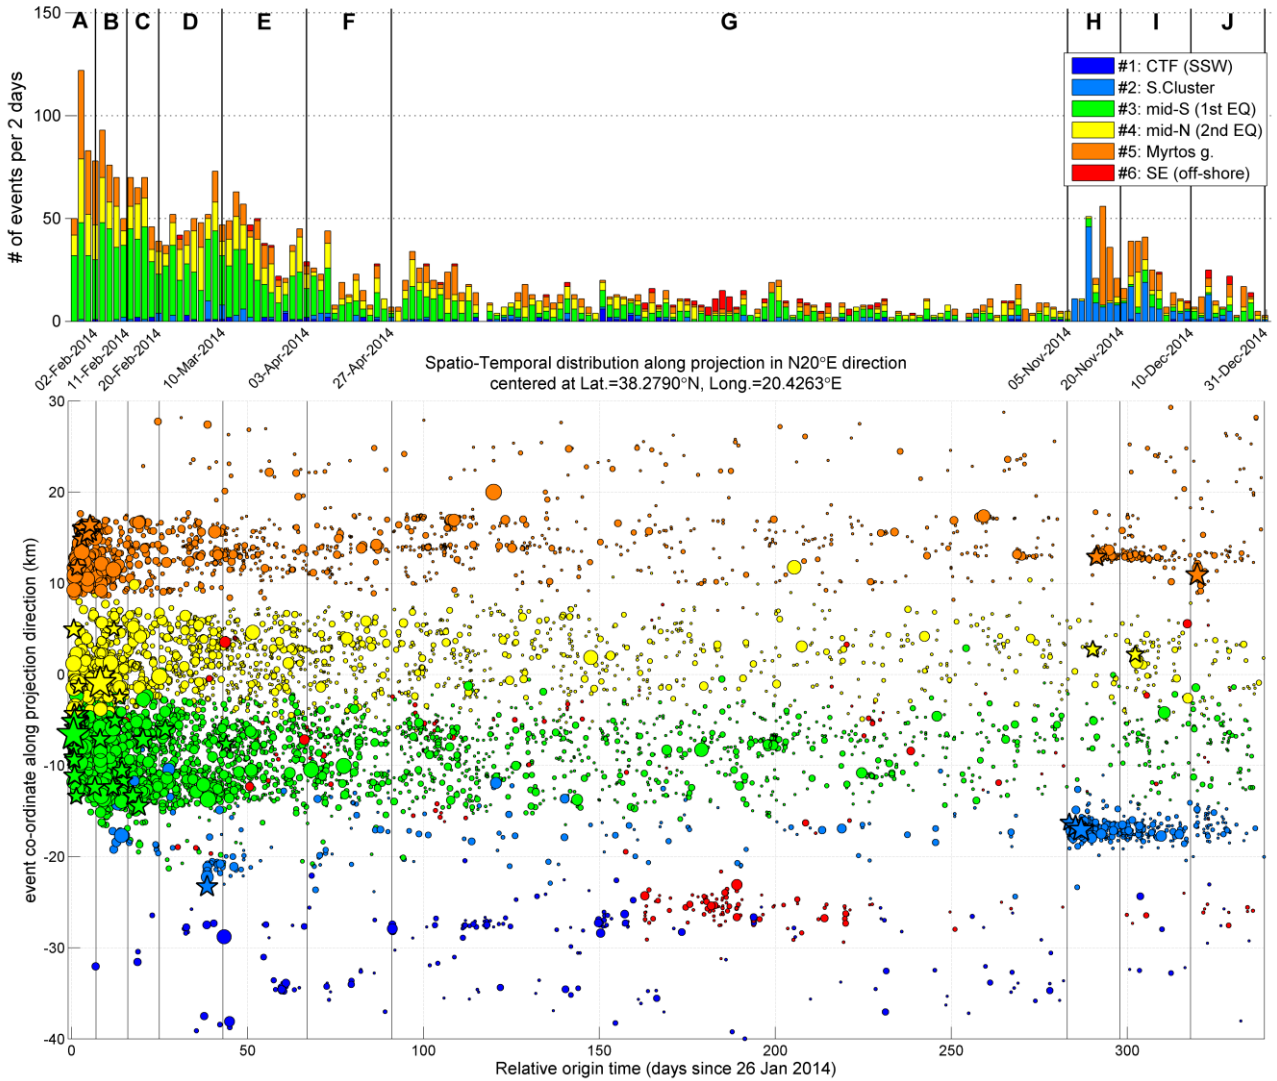 150
100
50
0
# of events per 2 days
A B C D E F G H I J
#1: CTF (SSW)
#2: S.Cluster
#3: mid-S (1st EQ)
#4: mid-N (2nd EQ)
#5: Myrtos g.
#6: SE (off-shore)
02-Feb-2014
11-Feb-2014
20-Feb-2014
10-Mar-2014
03-Apr-2014
27-Apr-2014
05-Nov-2014
20-Nov-2014
10-Dec-2014
31-Dec-2014
Spatio-Temporal distribution along projection in N20°E direction
centered at Lat.=38.2790°N, Long.=20.4263°E
30
20
10
0
-10
-20
-30
-40
event co-ordinate along projection direction (km)
0 50 100 150 200 250 300
Relative origin time (days since 26 Jan 2014)